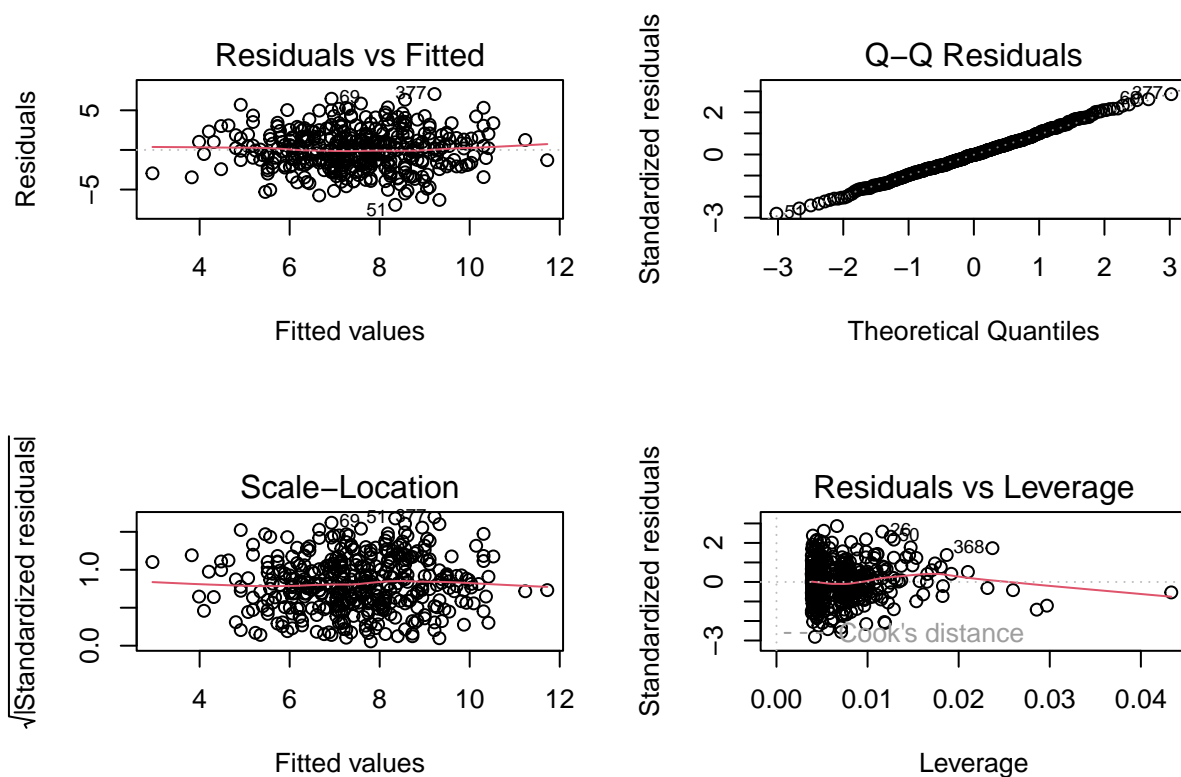 Residuals vs Fitted
Residuals
5
−5
69
377
51
4 6 8 10 12
Fitted values
Q−Q Residuals
Standardized residuals
2
0
−3
377
69
51
−3 −2 −1 0 1 2 3
Theoretical Quantiles
Scale−Location
√|Standardized residuals|
1.0
0.0
69
51
377
4 6 8 10 12
Fitted values
Residuals vs Leverage
Standardized residuals
2
0
−3
26
368
Cook's distance
0.00 0.01 0.02 0.03 0.04
Leverage